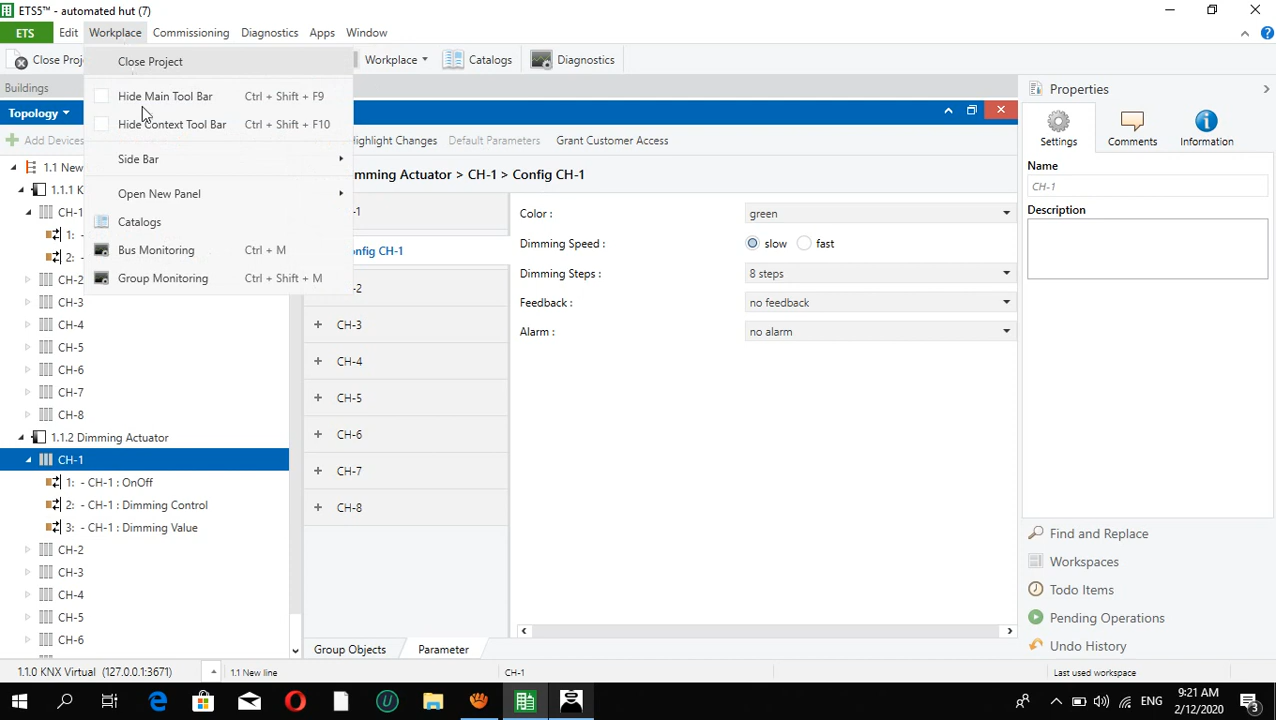 ETS5™ - automated hut (7)
ETS Edit Workplace Commissioning Diagnostics Apps Window
Close Proj Workplace Catalogs Diagnostics
Buildings
Topology
Add Devices
Close Project
Hide Main Tool Bar Ctrl + Shift + F9
Hide Context Tool Bar Ctrl + Shift + F10
Side Bar
Open New Panel
Catalogs
Bus Monitoring Ctrl + M
Group Monitoring Ctrl + Shift + M
1.1 New
1.1.1 K
CH-1
1: -
2: -
CH-2
CH-3
CH-4
CH-5
CH-6
CH-7
CH-8
1.1.2 Dimming Actuator
CH-1
1: - CH-1 : OnOff
2: - CH-1 : Dimming Control
3: - CH-1 : Dimming Value
CH-2
CH-3
CH-4
CH-5
CH-6
ighlight Changes Default Parameters Grant Customer Access
mming Actuator > CH-1 > Config CH-1
-1
nfig CH-1
-2
CH-3
CH-4
CH-5
CH-6
CH-7
CH-8
Color: green
Dimming Speed: slow fast
Dimming Steps : 8 steps
Feedback : no feedback
Alarm : no alarm
Group Objects Parameter
Properties
Settings Comments Information
Name
CH-1
Description
Find and Replace
Workspaces
Todo Items
Pending Operations
Undo History
1.1.0 KNX Virtual (127.0.0.1:3671) 1.1 New line CH-1 Last used workspace
ENG
9:21 AM
2/12/2020
3